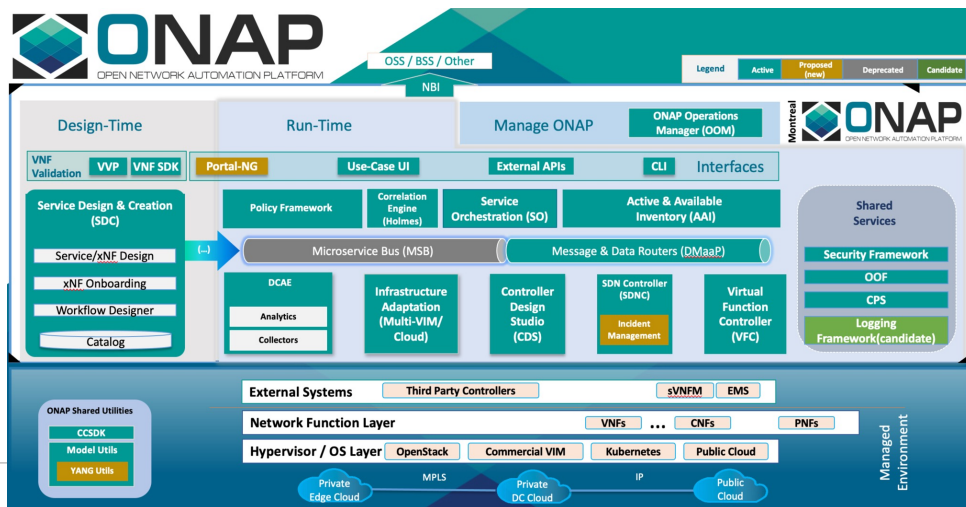 ONAP
OPEN NETWORK AUTOMATION PLATFORM
OSS / BSS / Other
NBI
Legend
Active
Proposed
(new)
Deprecated
Candidate
Design-Time
Run-Time
Manage ONAP
ONAP Operations
Manager (OOM)
Montreal
ONAP
OPEN NETWORK AUTOMATION PLATFORM
VNF
Validation
VVP
VNF SDK
Portal-NG
Use-Case UI
External APIs
CLI
Interfaces
Service Design & Creation
(SDC)
Service/xNF Design
xNF Onboarding
Workflow Designer
Catalog
(...)
Policy Framework
Correlation
Engine
(Holmes)
Service
Orchestration (SO)
Active & Available
Inventory (AAI)
Microservice Bus (MSB)
Message & Data Routers (DMaaP)
DCAE
Analytics
Collectors
Infrastructure
Adaptation
(Multi-VIM/
Cloud)
Controller
Design
Studio
(CDS)
SDN Controller
(SDNC)
Incident
Management
Virtual
Function
Controller
(VFC)
Shared
Services
Security Framework
OOF
CPS
Logging
Framework(candidate)
ONAP Shared Utilities
CCSDK
Model Utils
YANG Utils
External Systems
Third Party Controllers
sVNFM
EMS
Network Function Layer
VNFs
...
CNFs
PNFs
Hypervisor / OS Layer
OpenStack
Commercial VIM
Kubernetes
Public Cloud
Private
Edge Cloud
MPLS
Private
DC Cloud
IP
Public
Cloud
Managed
Environment